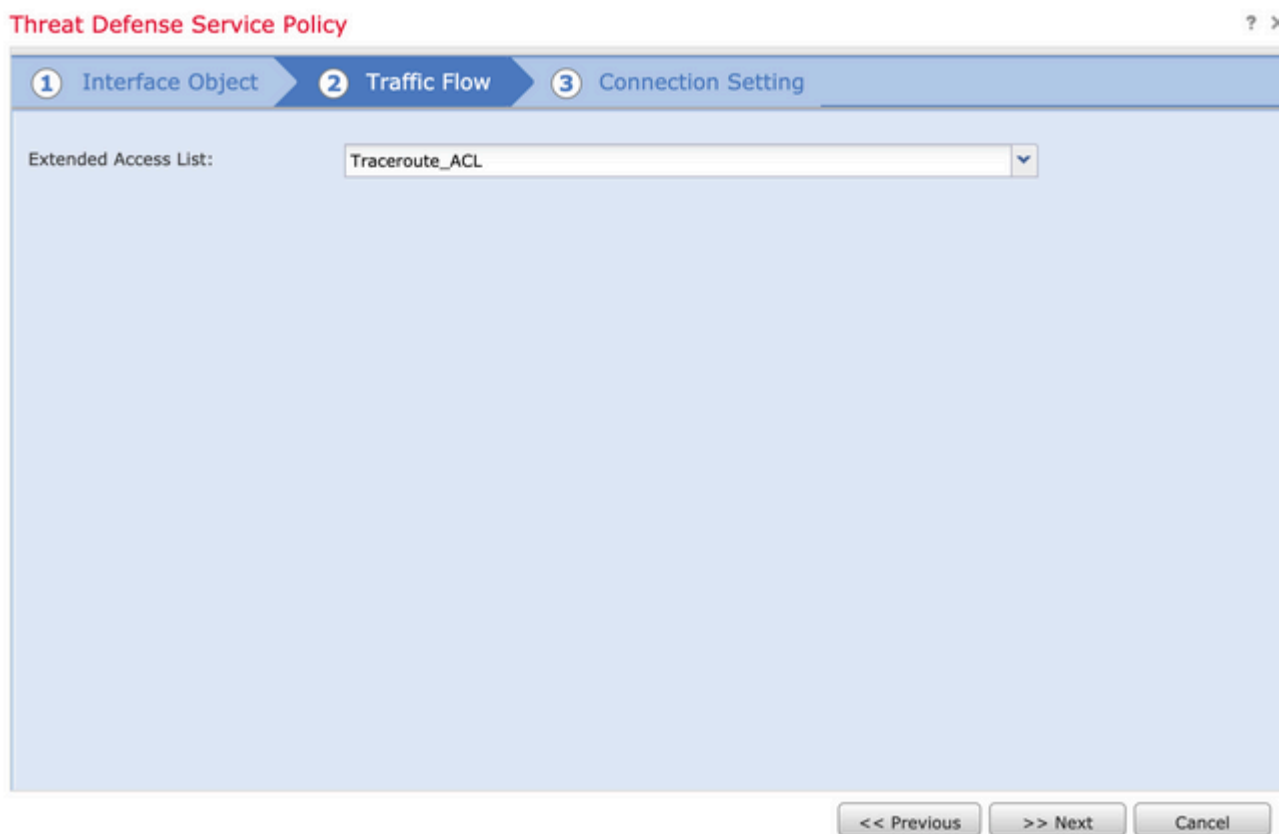 Threat Defense Service Policy ?
1 Interface Object 2 Traffic Flow 3 Connection Setting
Extended Access List: Traceroute_ACL
<< Previous >> Next Cancel